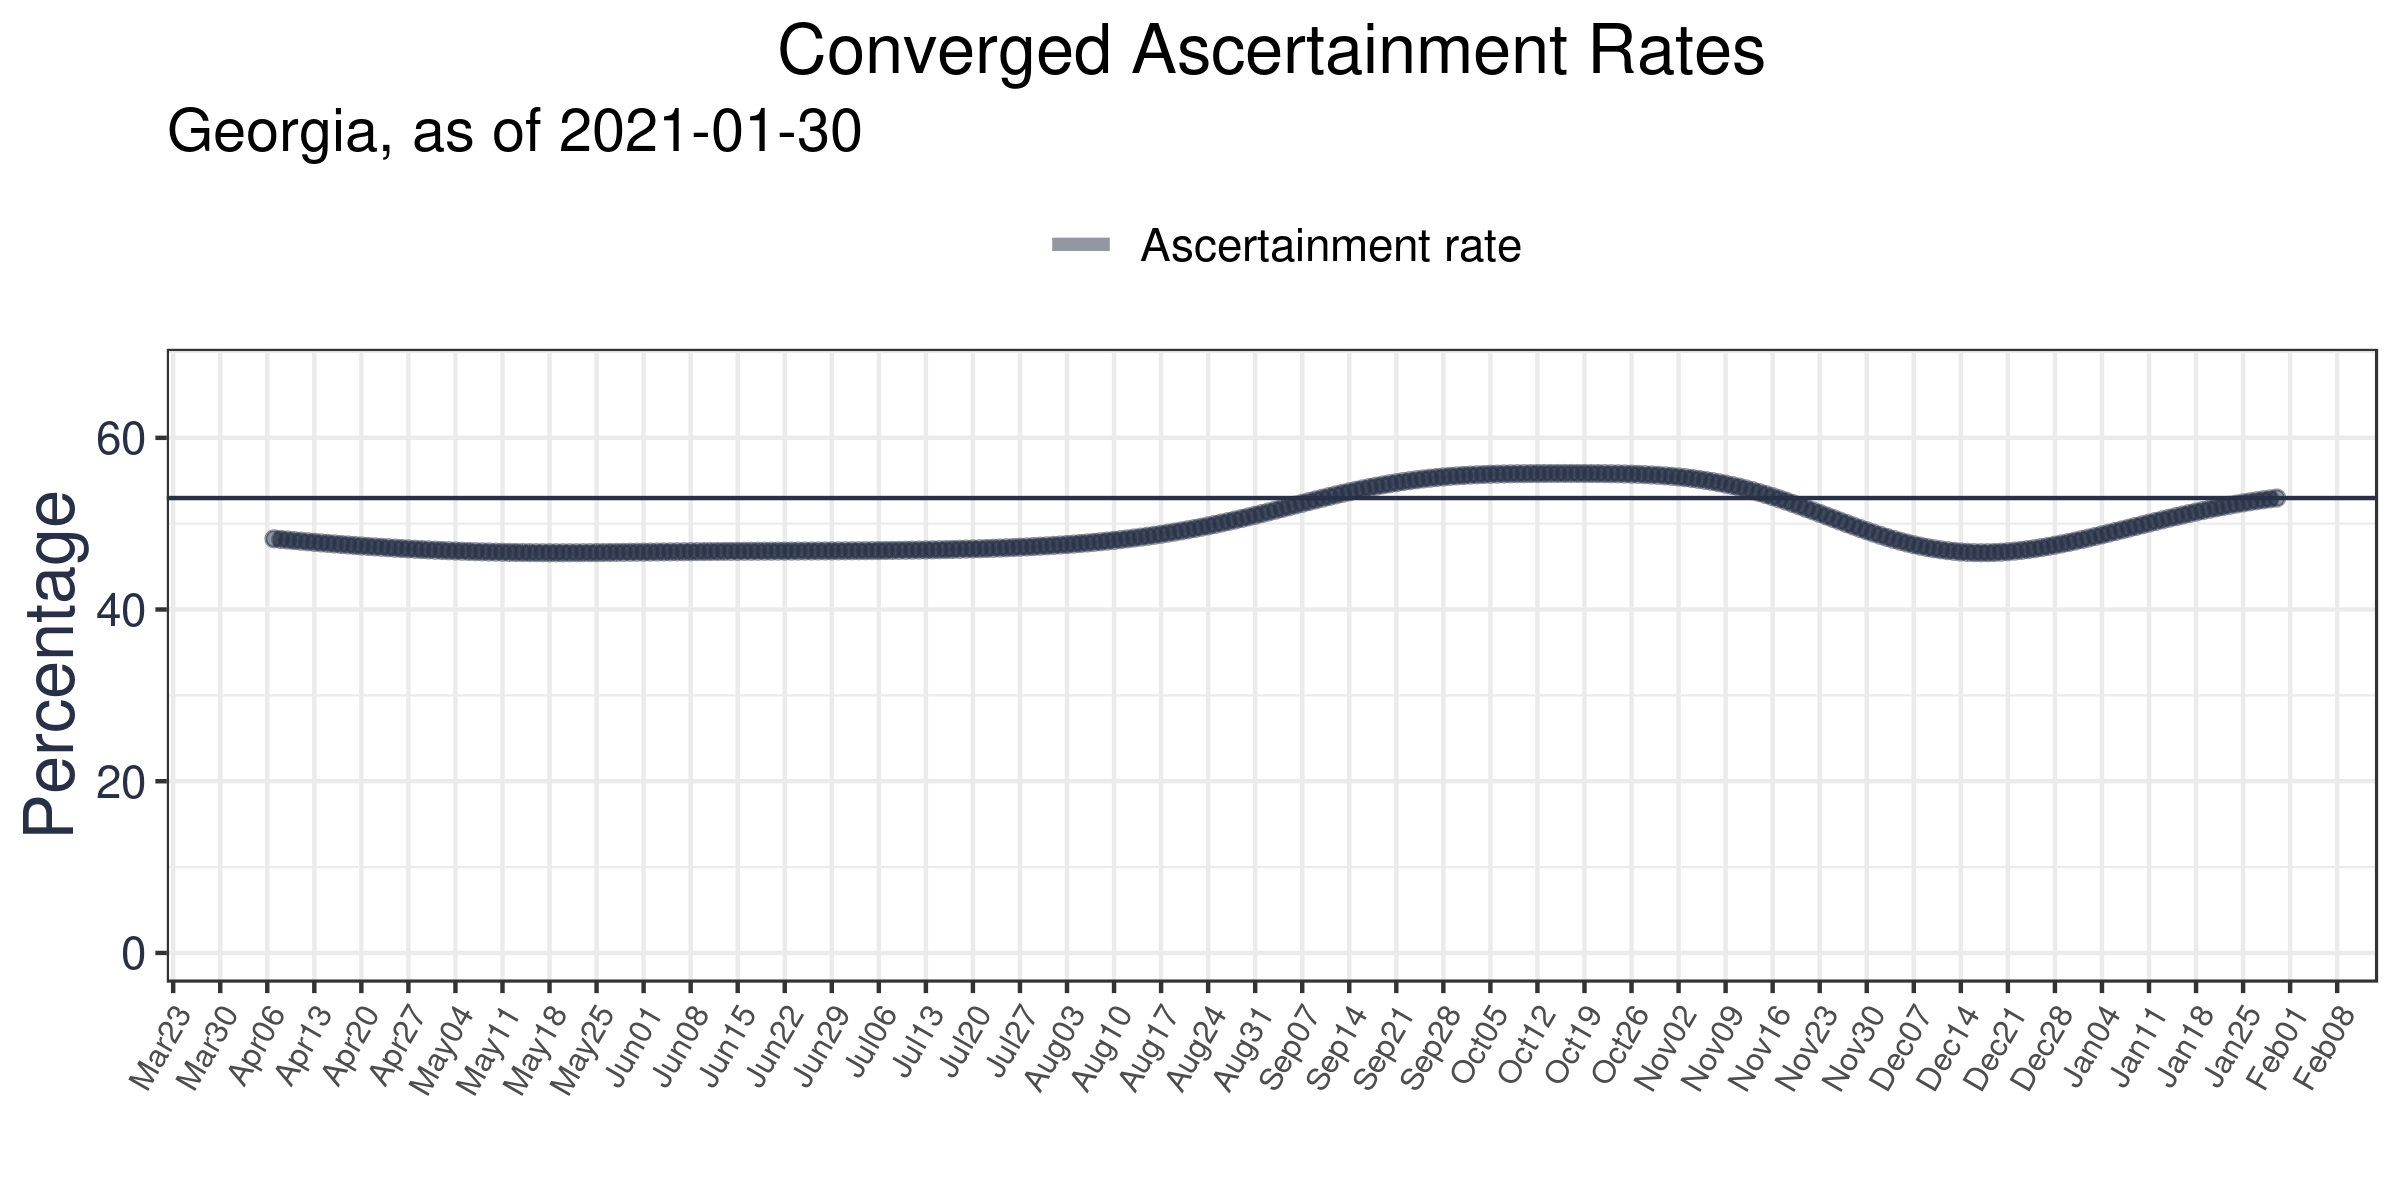 Converged Ascertainment Rates
Georgia, as of 2021-01-30
Ascertainment rate
Percentage
60
40
20
0
Mar23 Mar30 Apr06 Apr13 Apr20 Apr27 May04 May11 May18 May25 Jun01 Jun08 Jun15 Jun22 Jun29 Jul06 Jul13 Jul20 Jul27 Aug03 Aug10 Aug17 Aug24 Aug31 Sep07 Sep14 Sep21 Sep28 Oct05 Oct12 Oct19 Oct26 Nov02 Nov09 Nov16 Nov23 Nov30 Dec07 Dec14 Dec21 Dec28 Jan04 Jan11 Jan18 Jan25 Feb01 Feb08